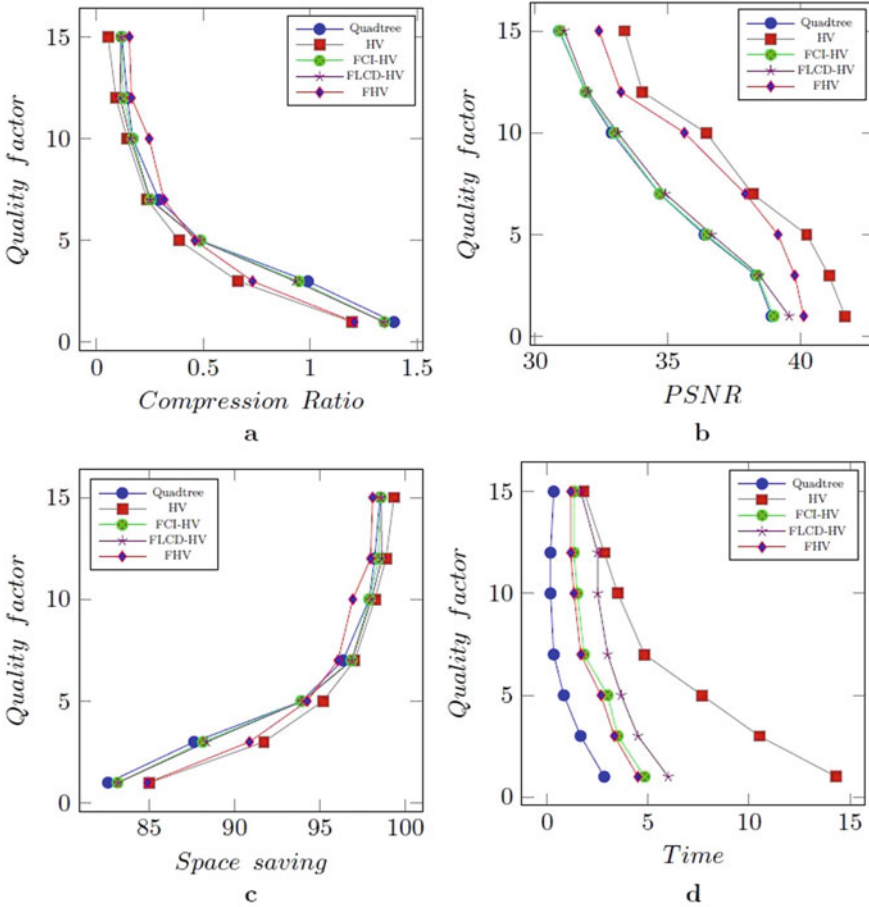 15
10
5
0
Quality factor
Quadtree
HV
FCI-HV
FLCD-HV
FHV
0 0.5 1 1.5
Compression Ratio
a
15
10
5
0
Quality factor
Quadtree
HV
FCI-HV
FLCD-HV
FHV
30 35 40
PSNR
b
15
10
5
0
Quality factor
Quadtree
HV
FCI-HV
FLCD-HV
FHV
85 90 95 100
Space saving
c
15
10
5
0
Quality factor
Quadtree
HV
FCI-HV
FLCD-HV
FHV
0 5 10 15
Time
d